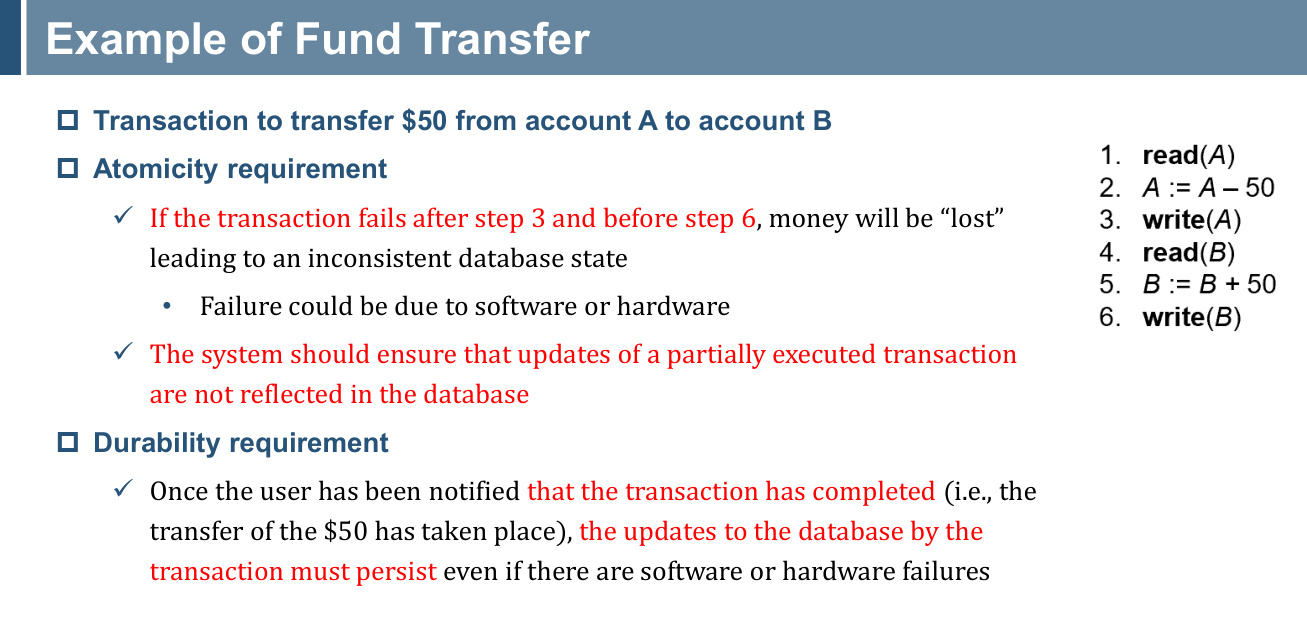 Example of Fund Transfer
Transaction to transfer $50 from account A to account B
Atomicity requirement
If the transaction fails after step 3 and before step 6, money will be “lost”
leading to an inconsistent database state
• Failure could be due to software or hardware
The system should ensure that updates of a partially executed transaction
are not reflected in the database
Durability requirement
Once the user has been notified that the transaction has completed (i.e., the
transfer of the $50 has taken place), the updates to the database by the
transaction must persist even if there are software or hardware failures
1. read(A)
2. A := A – 50
3. write(A)
4. read(B)
5. B := B + 50
6. write(B)